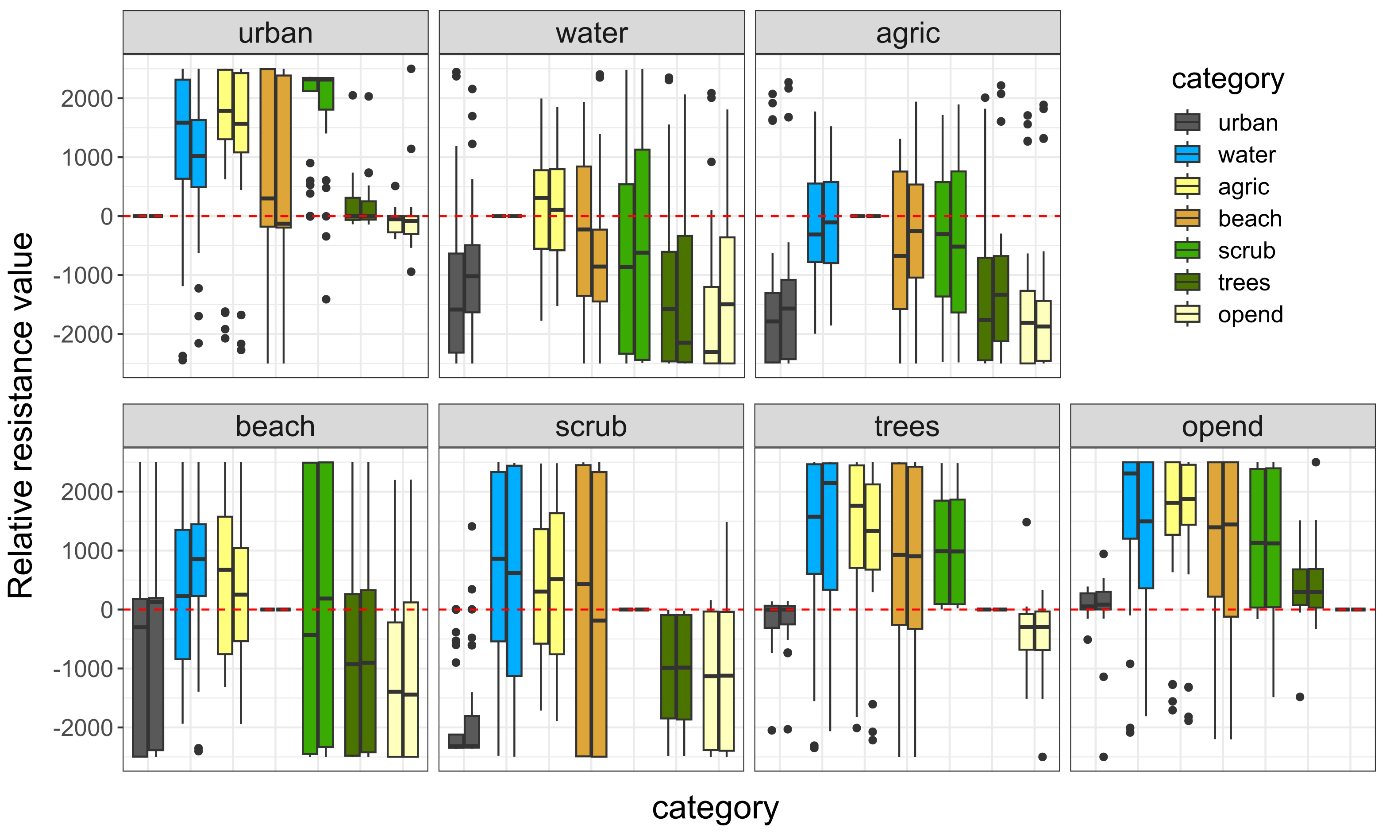 urban water agric
category
urban
water
agric
beach
scrub
trees
opend
2000
1000
0
-1000
-2000
Relative resistance value
beach scrub trees opend
2000
1000
0
-1000
-2000
category